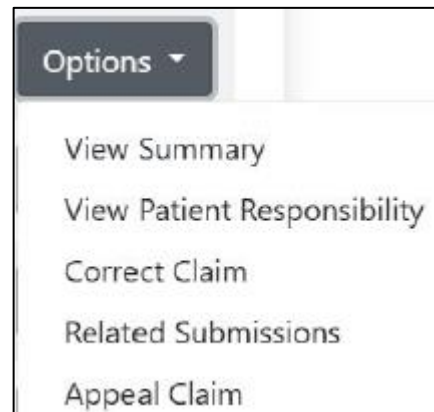 Options
View Summary
View Patient Responsibility
Correct Claim
Related Submissions
Appeal Claim